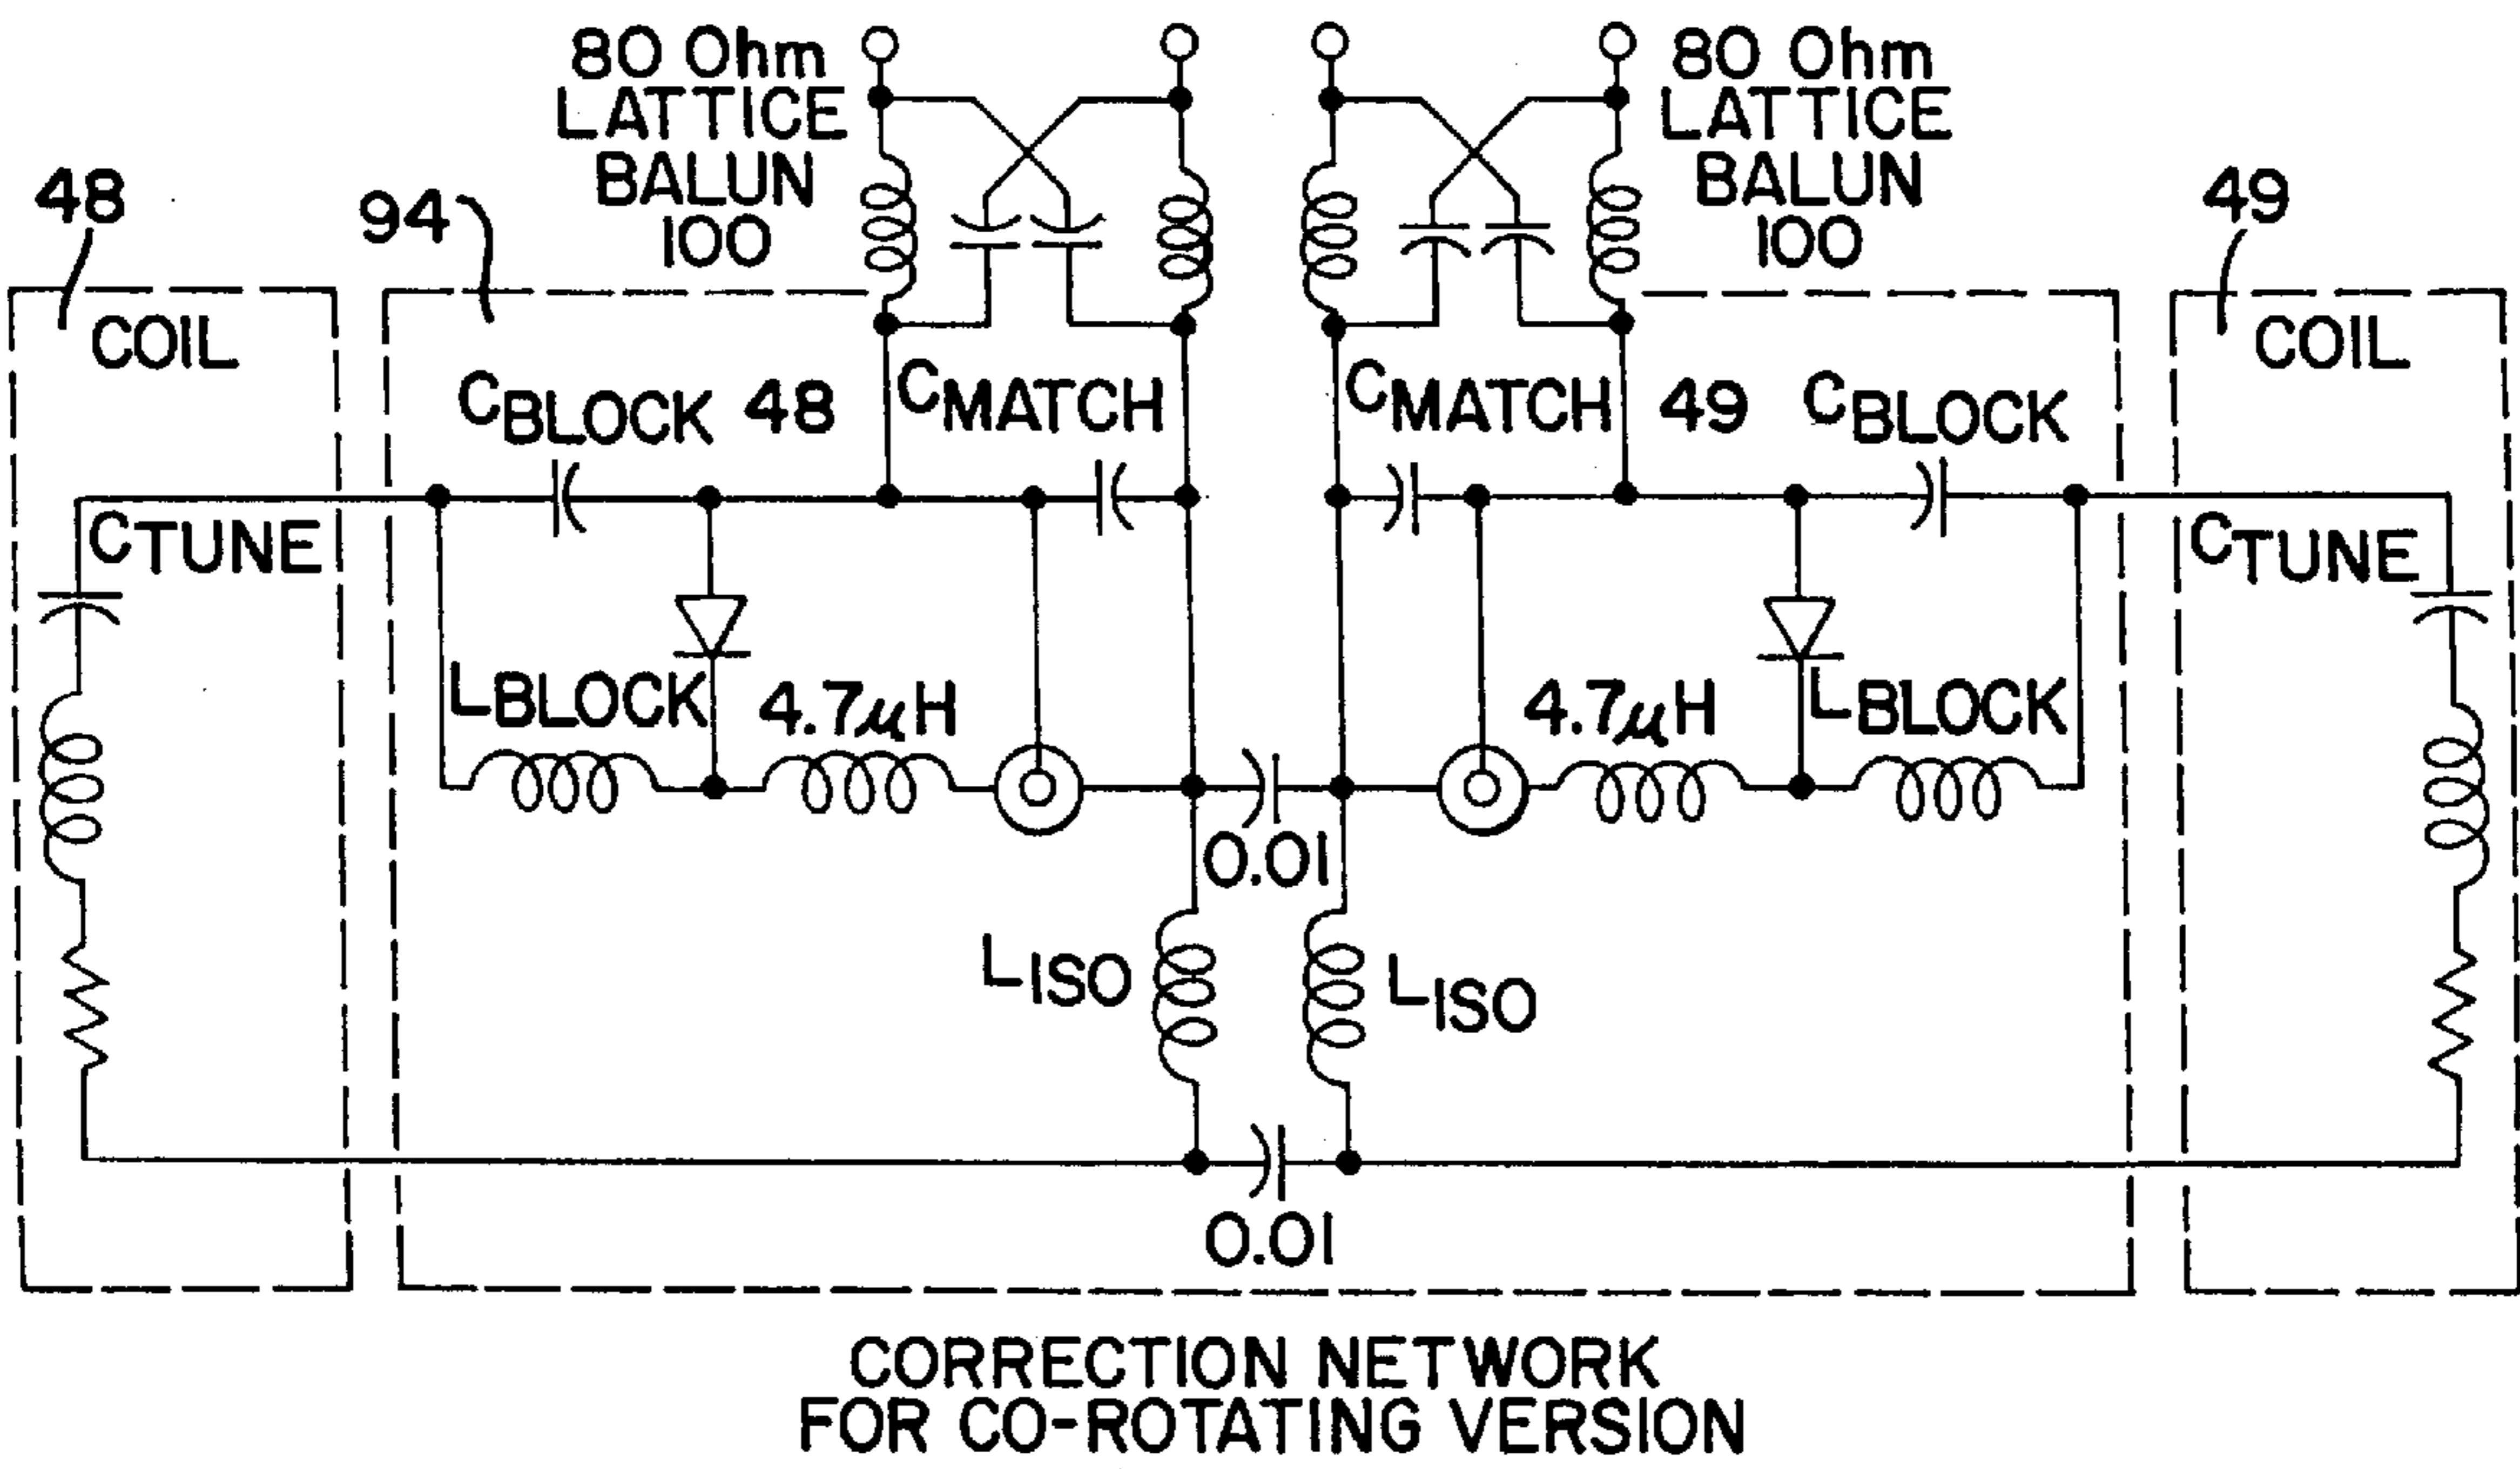 80 Ohm
LATTICE
BALUN
100
80 Ohm
LATTICE
BALUN
100
48
94
49
COIL
COIL
CBLOCK 48
CMATCH
CMATCH
49 CBLOCK
CTUNE
CTUNE
LBLOCK
4.7μH
4.7μH
LBLOCK
0.01
LISO
LISO
0.01
CORRECTION NETWORK
FOR CO-ROTATING VERSION